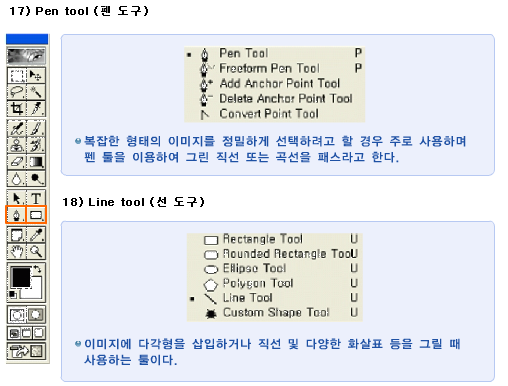 17) Pen tool (펜 도구)
Pen Tool P
Freeform Pen Tool P
Add Anchor Point Tool
Delete Anchor Point Tool
Convert Point Tool
복잡한 형태의 이미지를 정밀하게 선택하려고 할 경우 주로 사용하며
펜 툴을 이용하여 그린 직선 또는 곡선을 패스라고 한다.
18) Line tool (선 도구)
Rectangle Tool U
Rounded Rectangle Tool U
Ellipse Tool U
Polygon Tool U
Line Tool U
Custom Shape Tool U
이미지에 다각형을 삽입하거나 직선 및 다양한 화살표 등을 그릴 때
사용하는 툴이다.